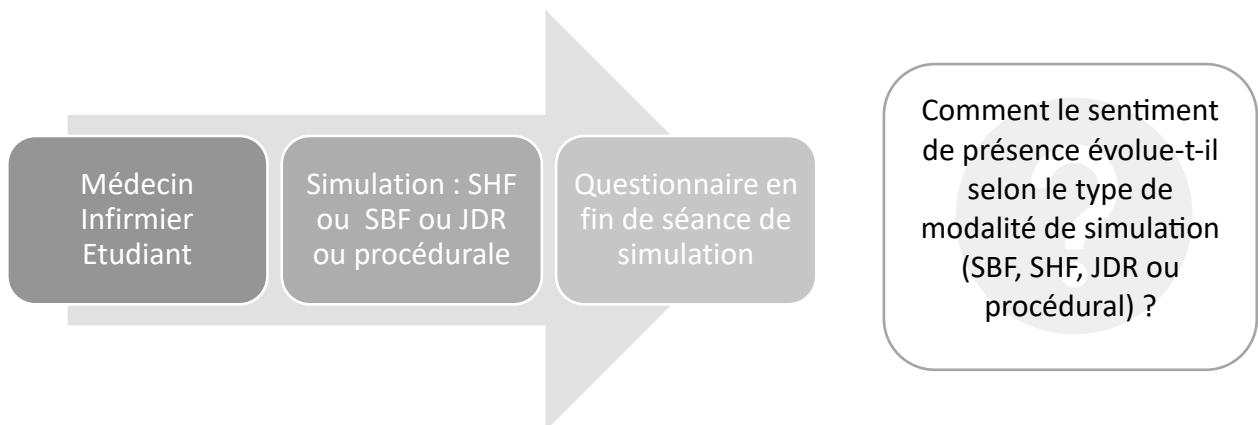 Médecin
Infirmier
Etudiant
Simulation : SHF
ou SBF ou JDR
ou procédurale
Questionnaire en
fin de séance de
simulation
Comment le sentiment
de présence évolue-t-il
selon le type de
modalité de simulation
(SBF, SHF, JDR ou
procédural) ?
?